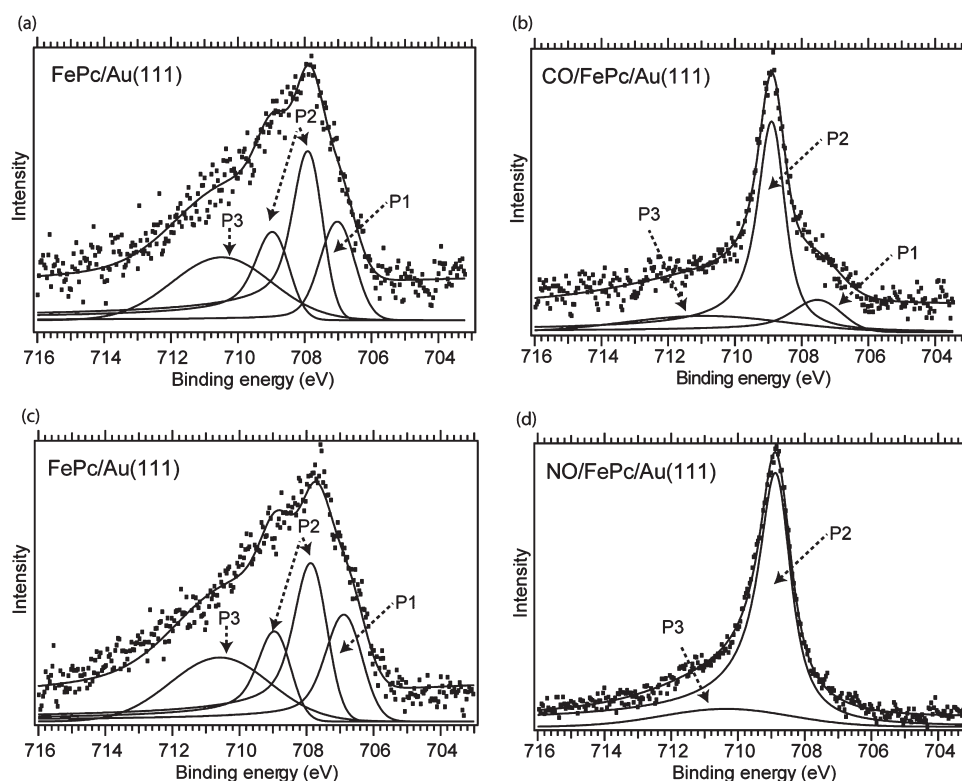 (a)
FePc/Au(111)
P2
P1
P3
Intensity
716 714 712 710 708 706 704
Binding energy (eV)
(b)
CO/FePc/Au(111)
P2
P3
P1
Intensity
716 714 712 710 708 706 704
Binding energy (eV)
(c)
FePc/Au(111)
P2
P1
P3
Intensity
716 714 712 710 708 706 704
Binding energy (eV)
(d)
NO/FePc/Au(111)
P2
P3
Intensity
716 714 712 710 708 706 704
Binding energy (eV)